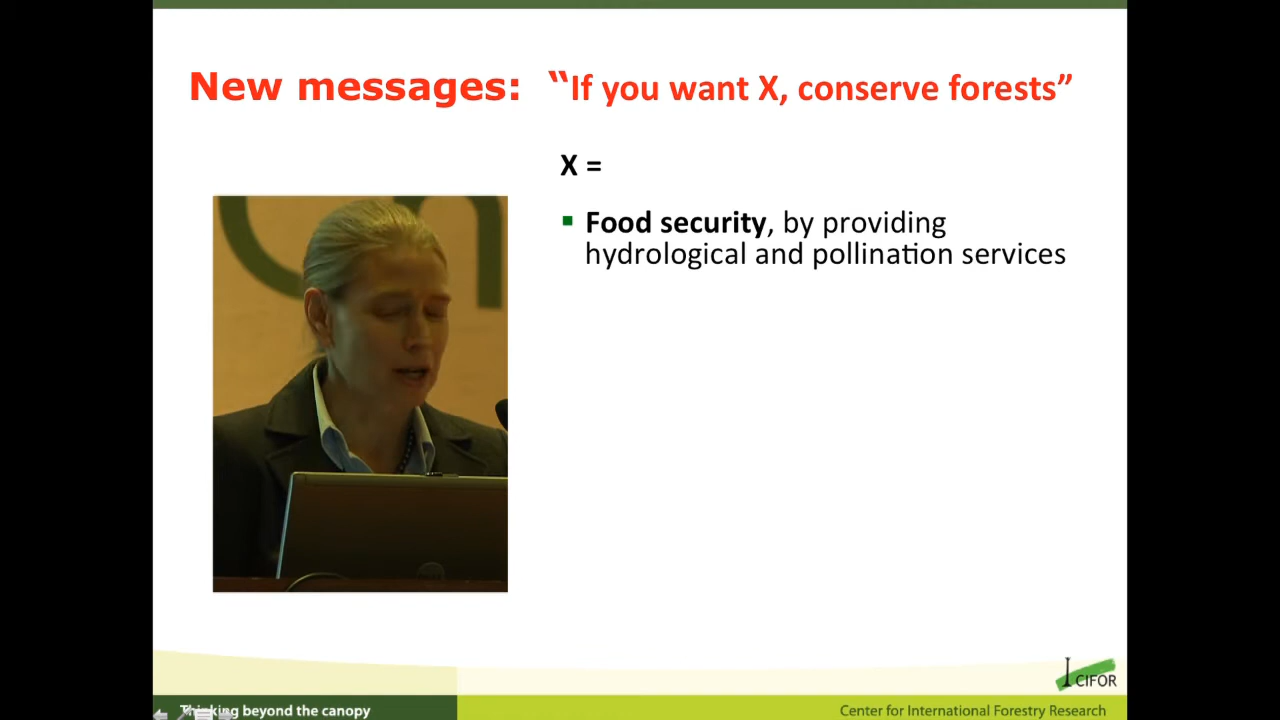 New messages: “If you want X, conserve forests”
X =
Food security, by providing
hydrological and pollination services
CIFOR
Thinking beyond the canopy
Center for International Forestry Research